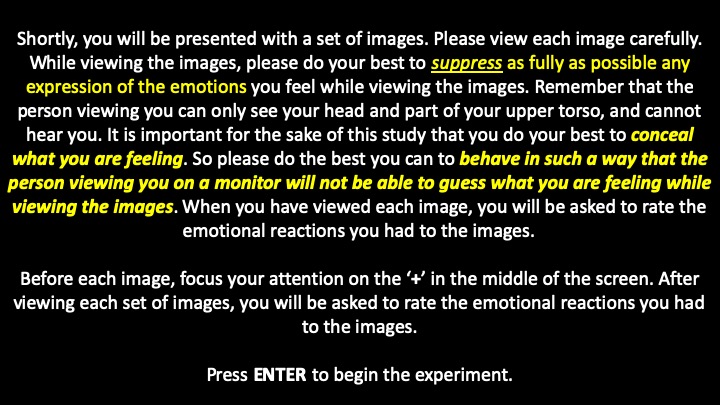 Shortly, you will be presented with a set of images. Please view each image carefully.
While viewing the images, please do your best to suppress as fully as possible any
expression of the emotions you feel while viewing the images. Remember that the
person viewing you can only see your head and part of your upper torso, and cannot
hear you. It is important for the sake of this study that you do your best to conceal
what you are feeling. So please do the best you can to behave in such a way that the
person viewing you on a monitor will not be able to guess what you are feeling while
viewing the images. When you have viewed each image, you will be asked to rate the
emotional reactions you had to the images.
Before each image, focus your attention on the ‘+’ in the middle of the screen. After
viewing each set of images, you will be asked to rate the emotional reactions you had
to the images.
Press ENTER to begin the experiment.